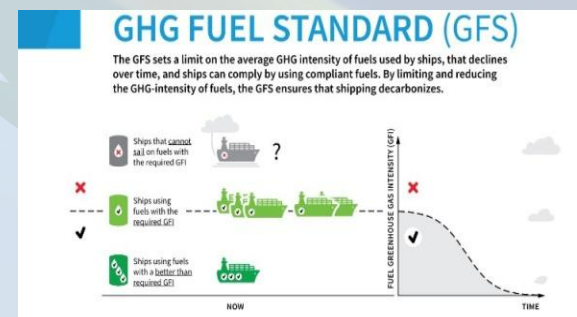 GHG FUEL STANDARD (GFS)
The GFS sets a limit on the average GHG intensity of fuels used by ships, that declines
over time, and ships can comply by using compliant fuels. By limiting and reducing
the GHG-intensity of fuels, the GFS ensures that shipping decarbonizes.
Ships that cannot
sail on fuels with
the required GFI
?
Ships using
fuels with the
required GFI
Ships using fuels
with a better than
required GFI
NOW
FUEL GREENHOUSE GAS INTENSITY (GFI)
TIME